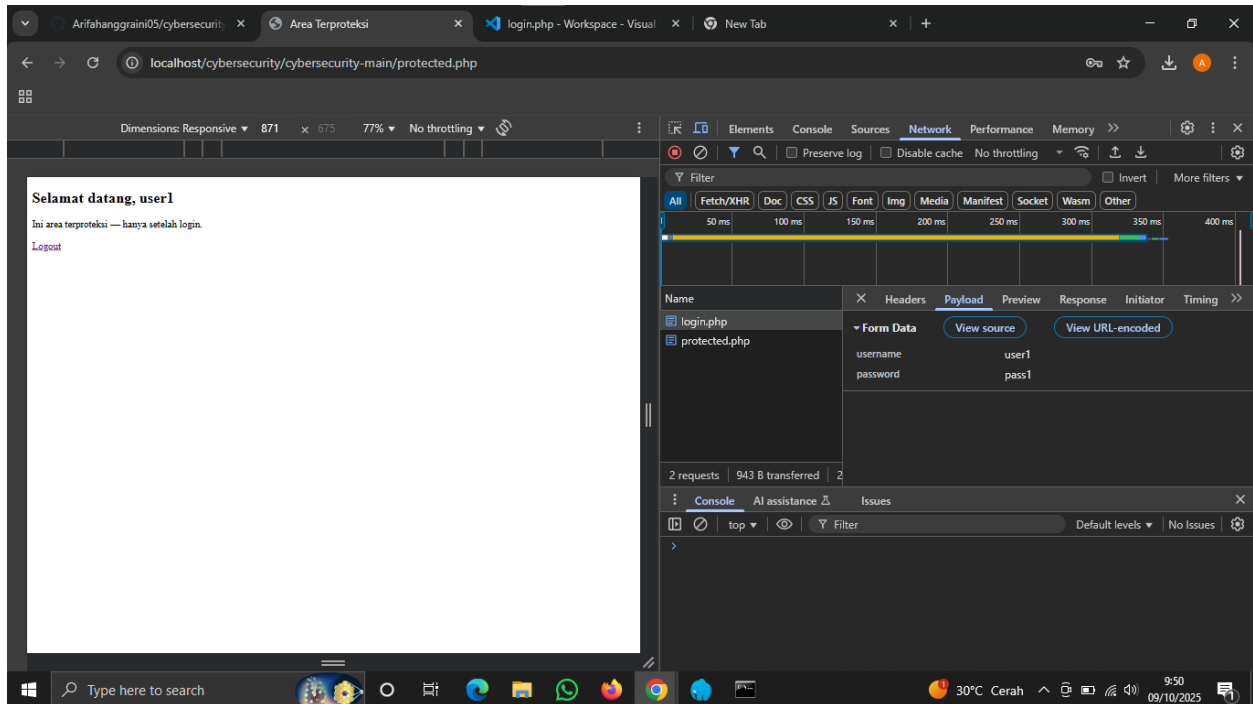 Arifahanggraini05/cybersecurity
Area Terproteksi
login.php - Workspace - Visual
New Tab
localhost/cybersecurity/cybersecurity-main/protected.php
A
Dimensions: Responsive 871 x 675 77% No throttling
Elements Console Sources Network Performance Memory
Preserve log Disable cache No throttling
Filter Invert More filters
All Fetch/XHR Doc CSS JS Font Img Media Manifest Socket Wasm Other
50 ms 100 ms 150 ms 200 ms 250 ms 300 ms 350 ms 400 ms
Selamat datang, user1
Ini area terproteksi — hanya setelah login.
Logout
Name
login.php
protected.php
Headers Payload Preview Response Initiator Timing
Form Data View source View URL-encoded
username user1
password pass1
2 requests 943 B transferred 2
Console AI assistance Issues
top Filter Default levels No Issues
Type here to search
1
30°C Cerah
9:50
09/10/2025
1